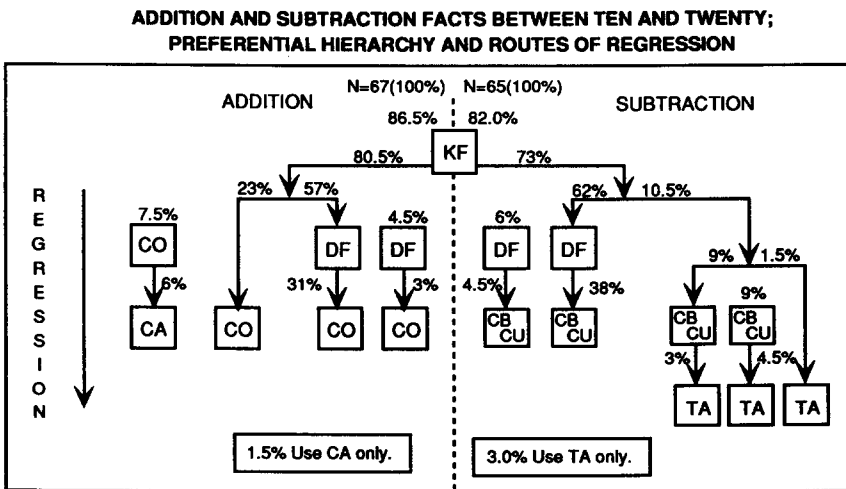 ADDITION AND SUBTRACTION FACTS BETWEEN TEN AND TWENTY;
PREFERENTIAL HIERARCHY AND ROUTES OF REGRESSION
N=67(100%) N=65(100%)
ADDITION SUBTRACTION
86.5% 82.0%
KF
80.5% 73%
REGRESSION
23% 57% 62% 10.5%
7.5% 4.5% 6%
CO DF DF DF DF
9% 1.5%
6% 31% 3% 4.5% 38%
9%
CA CO CO CO CB CU CB CU CB CU CB CU
3% 4.5%
TA TA TA
1.5% Use CA only. 3.0% Use TA only.